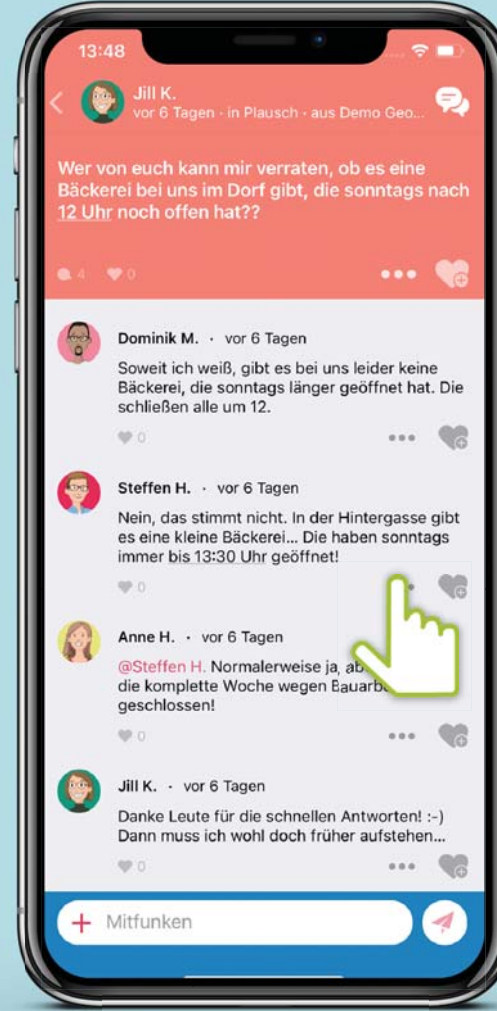 13:48
Jill K.
vor 6 Tagen · in Plausch · aus Demo Geo...
Wer von euch kann mir verraten, ob es eine
Bäckerei bei uns im Dorf gibt, die sonntags nach
12 Uhr noch offen hat??
4 0
Dominik M. · vor 6 Tagen
Soweit ich weiß, gibt es bei uns leider keine
Bäckerei, die sonntags länger geöffnet hat. Die
schließen alle um 12.
0
Steffen H. · vor 6 Tagen
Nein, das stimmt nicht. In der Hintergasse gibt
es eine kleine Bäckerei... Die haben sonntags
immer bis 13:30 Uhr geöffnet!
0
Anne H. · vor 6 Tagen
@Steffen H. Normalerweise ja,
die komplette Woche wegen
geschlossen!
0
Jill K. · vor 6 Tagen
Danke Leute für die schnellen Antworten! :-)
Dann muss ich wohl doch früher aufstehen...
0
Mitfunken